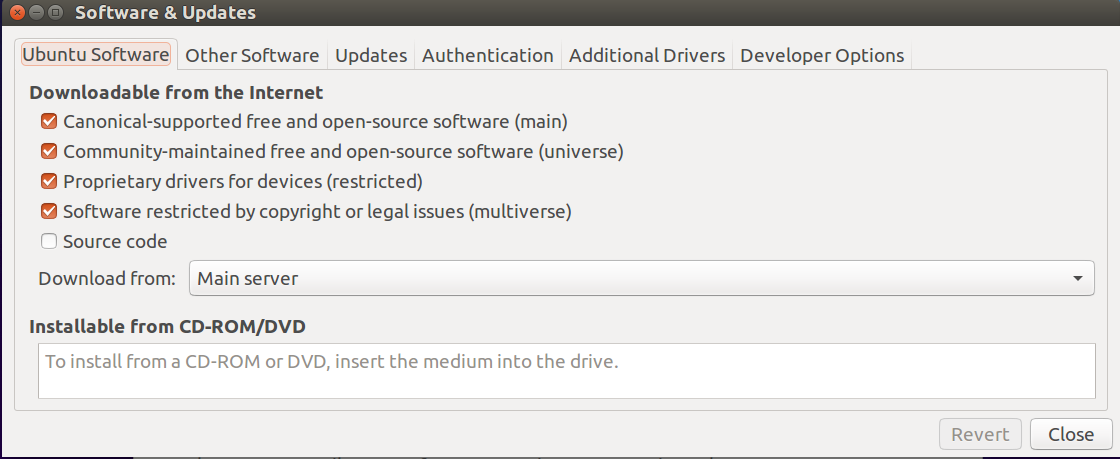 Software & Updates
Ubuntu Software Other Software Updates Authentication Additional Drivers Developer Options
Downloadable from the Internet
Canonical-supported free and open-source software (main)
Community-maintained free and open-source software (universe)
Proprietary drivers for devices (restricted)
Software restricted by copyright or legal issues (multiverse)
Source code
Download from: Main server
Installable from CD-ROM/DVD
To install from a CD-ROM or DVD, insert the medium into the drive.
Revert Close